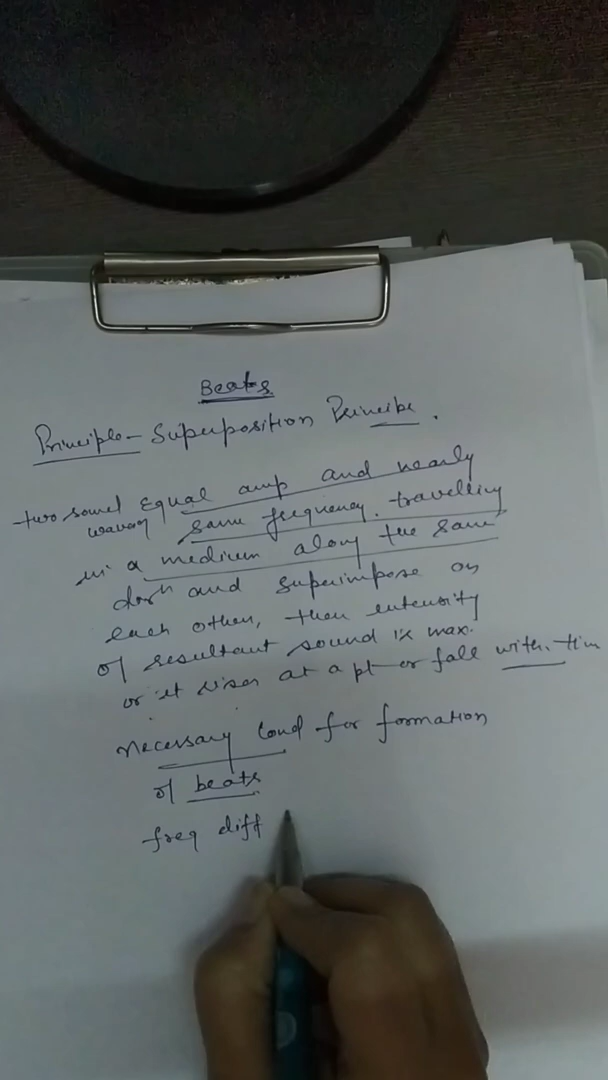 Beats
Principle - Superposition Principle.
two sound Equal amp and nearly
waves same frequency. travelling
in a medium along the same
dirⁿ and superimpose on
each other, then intensity
of resultant sound is max.
or it rises at a pt or fall with tim
Necessary cond for formation
of beats
freq diff